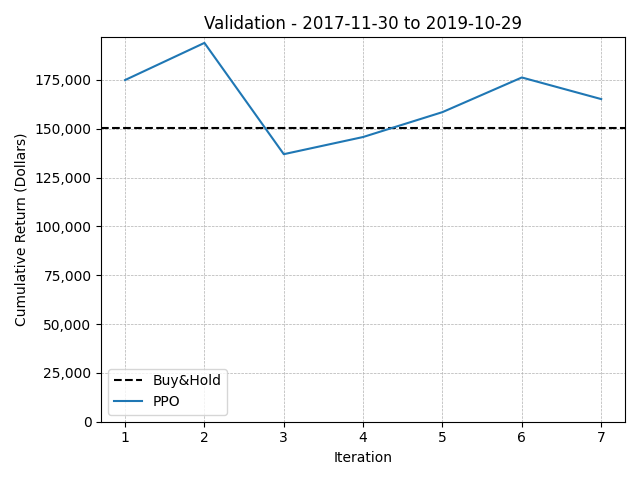 Validation - 2017-11-30 to 2019-10-29
Cumulative Return (Dollars)
175,000
150,000
125,000
100,000
75,000
50,000
25,000
0
Buy&Hold
PPO
1 2 3 4 5 6 7
Iteration